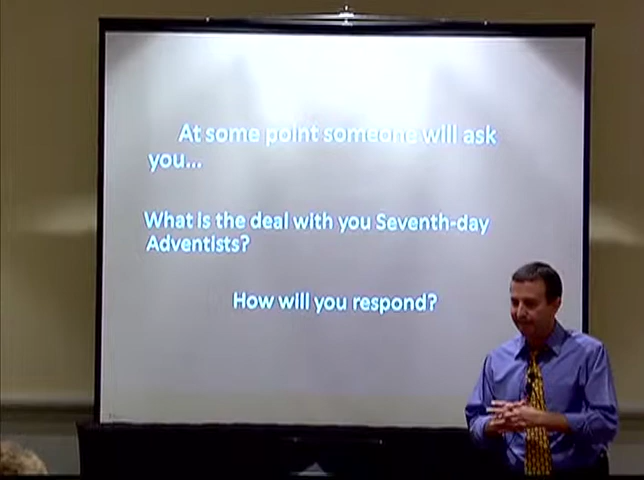 At some point someone will ask
you...
What is the deal with you Seventh-day
Adventists?
How will you respond?